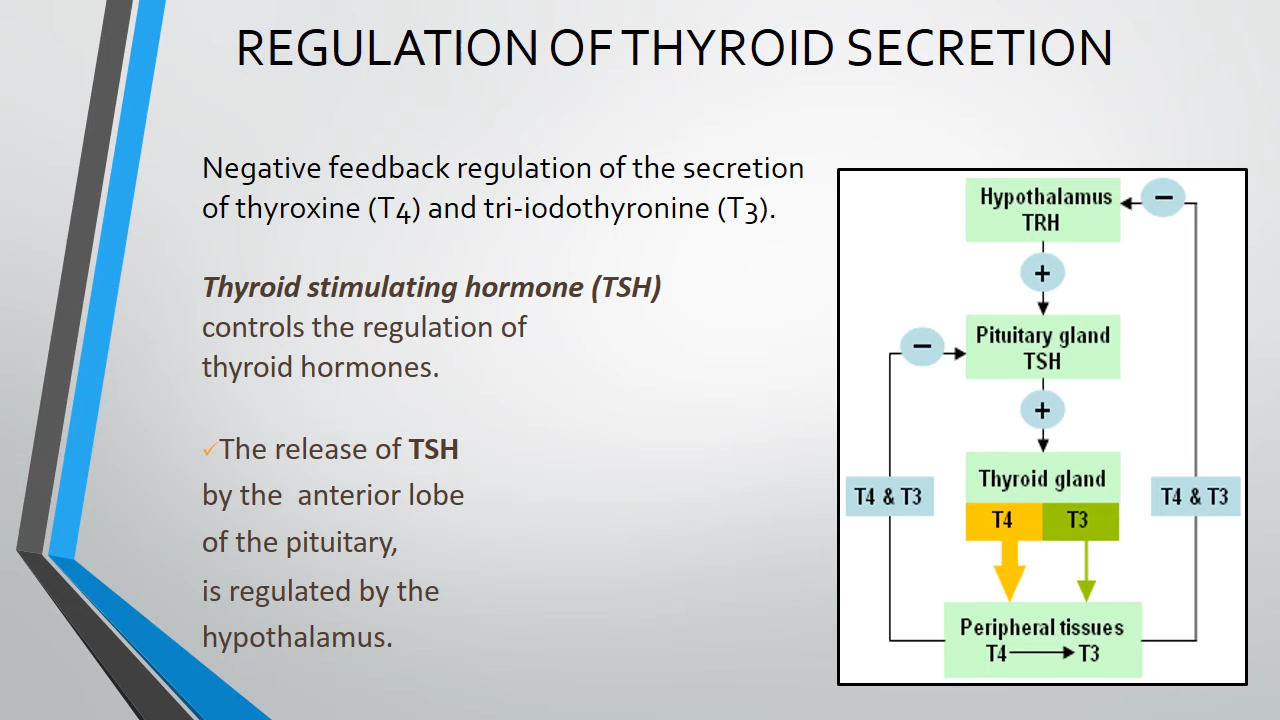 REGULATION OF THYROID SECRETION
Negative feedback regulation of the secretion
of thyroxine (T4) and tri-iodothyronine (T3).
Thyroid stimulating hormone (TSH)
controls the regulation of
thyroid hormones.
✓The release of TSH
by the anterior lobe
of the pituitary,
is regulated by the
hypothalamus.
Hypothalamus
TRH
−
+
Pituitary gland
TSH
−
+
Thyroid gland
T4 T3
T4 & T3
T4 & T3
Peripheral tissues
T4 → T3